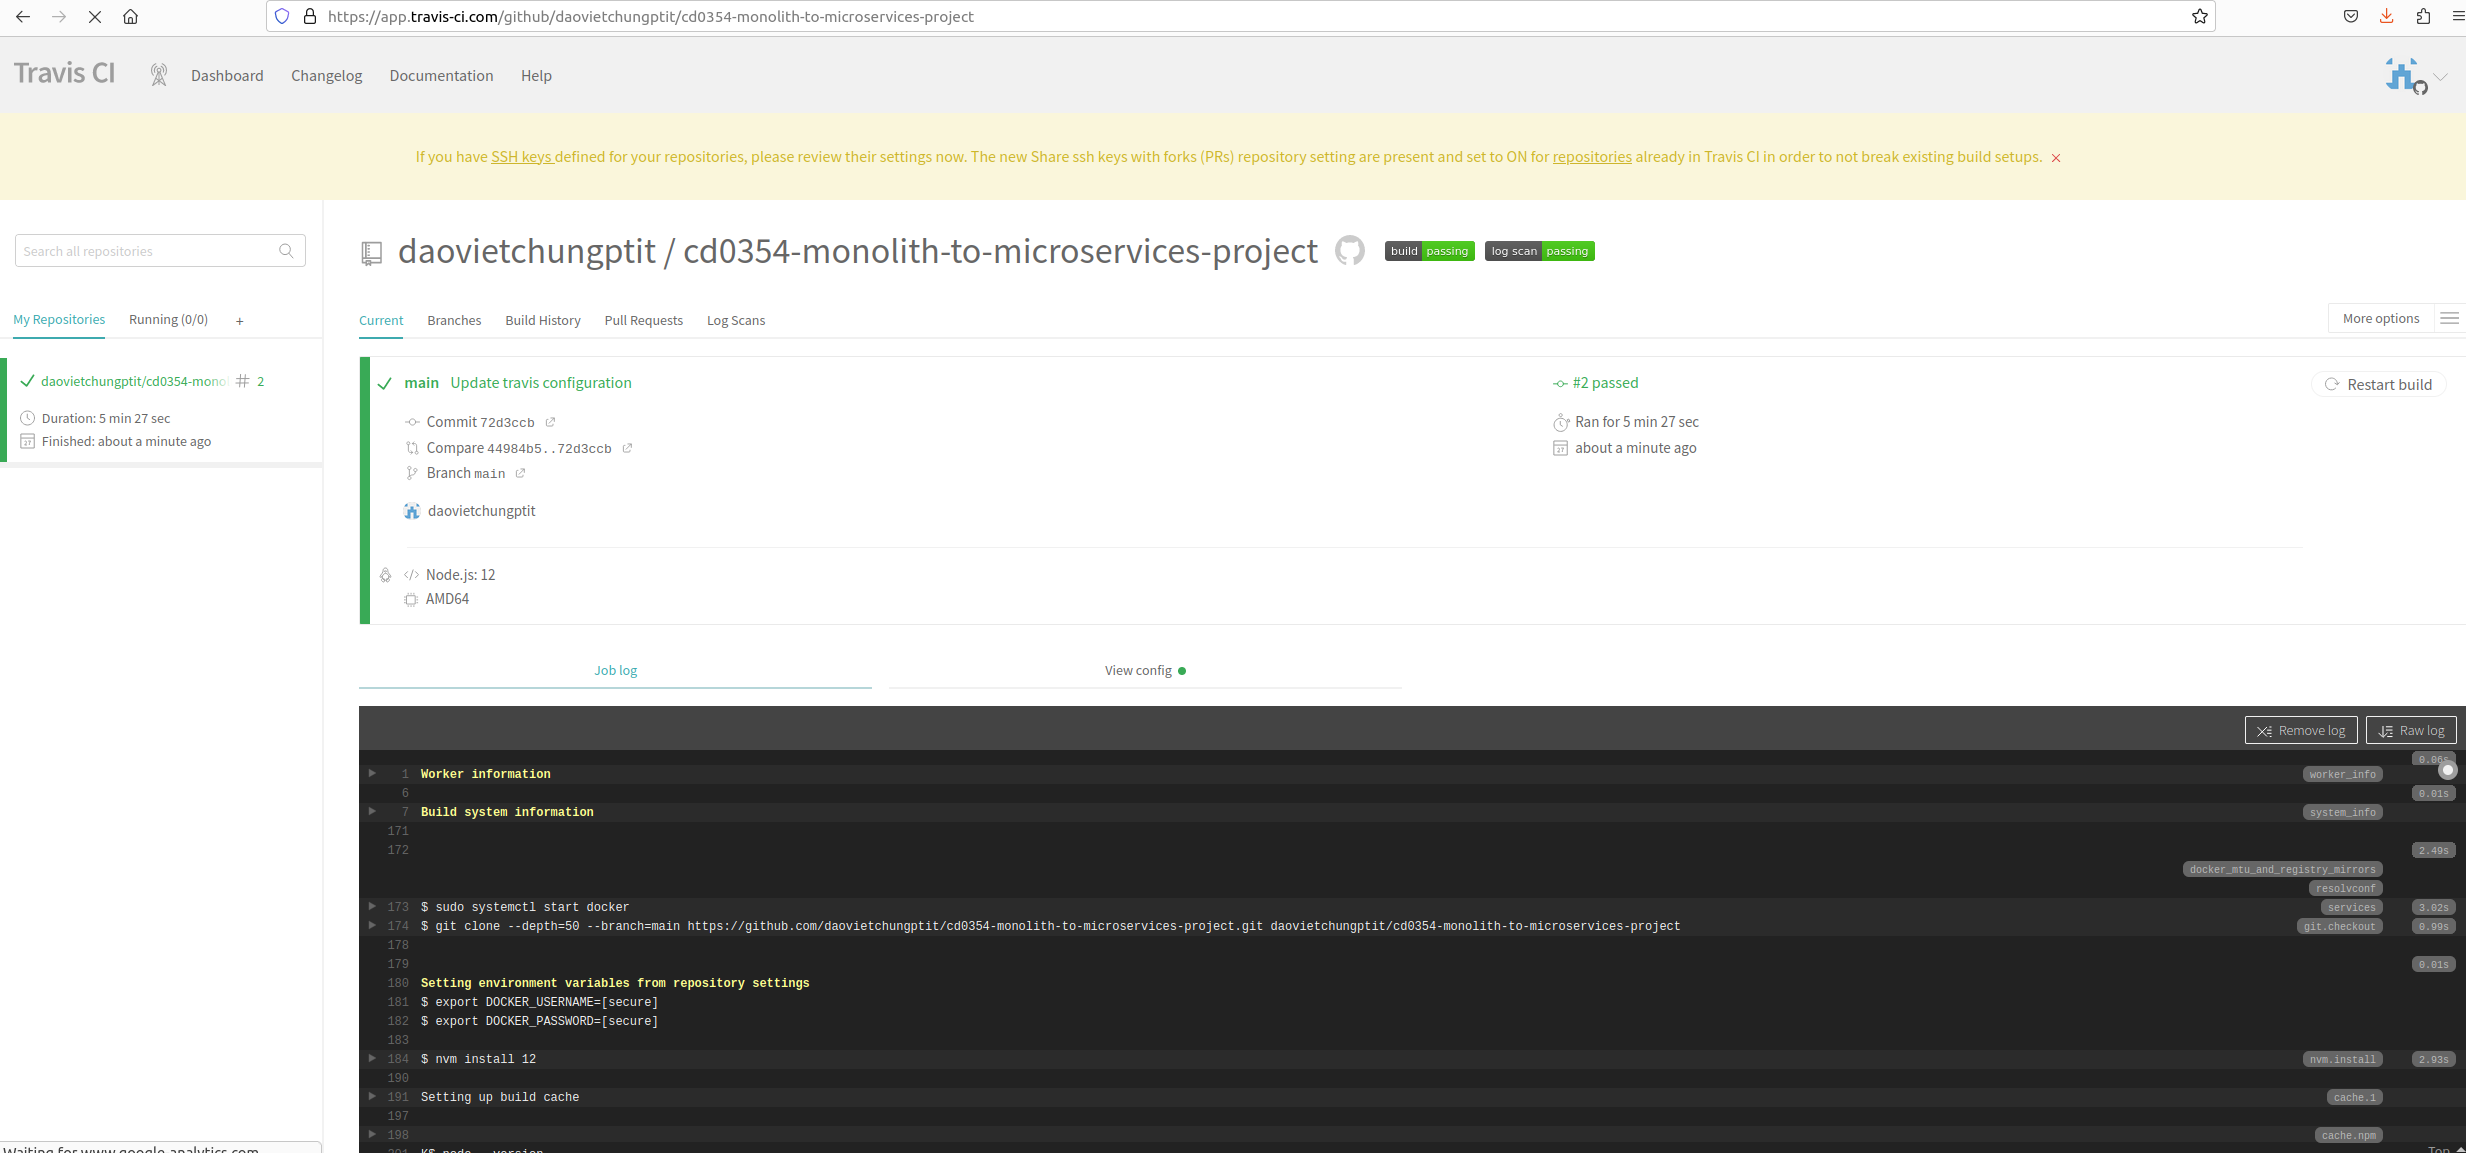 https://app.travis-ci.com/github/daovietchungptit/cd0354-monolith-to-microservices-project
Travis CI Dashboard Changelog Documentation Help
If you have SSH keys defined for your repositories, please review their settings now. The new Share ssh keys with forks (PRs) repository setting are present and set to ON for repositories already in Travis CI in order to not break existing build setups.
Search all repositories
daovietchungptit / cd0354-monolith-to-microservices-project build passing log scan passing
My Repositories Running (0/0) +
Current Branches Build History Pull Requests Log Scans More options
daovietchungptit/cd0354-mono # 2
Duration: 5 min 27 sec
Finished: about a minute ago
main Update travis configuration #2 passed Restart build
Commit 72d3ccb Ran for 5 min 27 sec
Compare 44984b5..72d3ccb about a minute ago
Branch main
daovietchungptit
Node.js: 12
AMD64
Job log View config
Remove log Raw log
0.06s
1 Worker information worker_info
6 0.01s
7 Build system information system_info
171
172 2.49s
docker_mtu_and_registry_mirrors
resolvconf
173 $ sudo systemctl start docker services 3.02s
174 $ git clone --depth=50 --branch=main https://github.com/daovietchungptit/cd0354-monolith-to-microservices-project.git daovietchungptit/cd0354-monolith-to-microservices-project git.checkout 0.99s
178
179 0.01s
180 Setting environment variables from repository settings
181 $ export DOCKER_USERNAME=[secure]
182 $ export DOCKER_PASSWORD=[secure]
183
184 $ nvm install 12 nvm.install 2.93s
190
191 Setting up build cache cache.1
197
198 cache.npm
Waiting for www.google-analytics.com
201 K$ node --version
Top